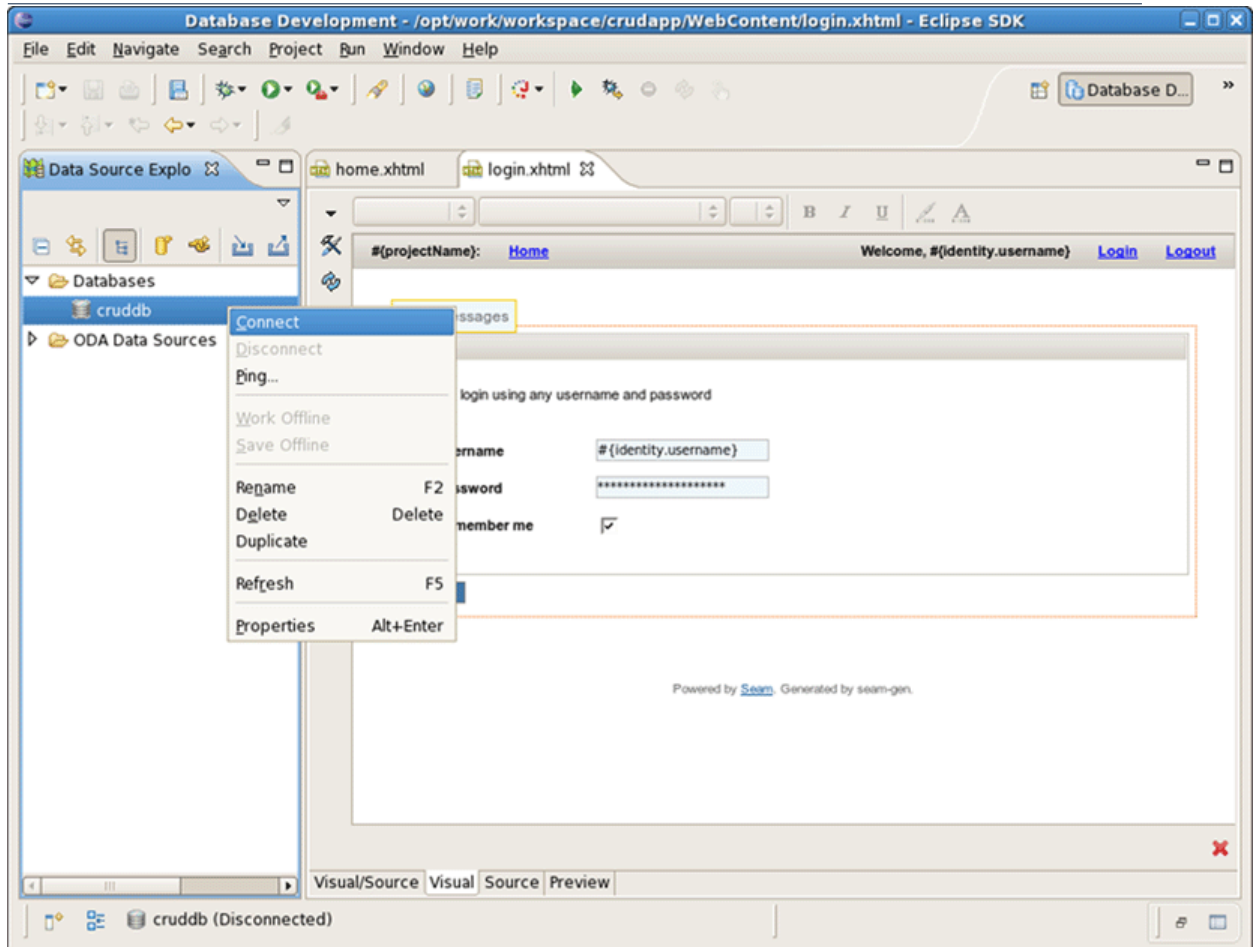 Database Development - /opt/work/workspace/crudapp/WebContent/login.xhtml - Eclipse SDK
File Edit Navigate Search Project Run Window Help
Database D... »
Data Source Explo
home.xhtml login.xhtml
B I U A
#{projectName}: Home Welcome, #{identity.username} Login Logout
Databases
cruddb
ODA Data Sources
Connect
Disconnect
Ping...
Work Offline
Save Offline
Rename F2
Delete Delete
Duplicate
Refresh F5
Properties Alt+Enter
ssages
login using any username and password
ername #{identity.username}
ssword ********************
member me
Powered by Seam. Generated by seam-gen.
Visual/Source Visual Source Preview
cruddb (Disconnected)